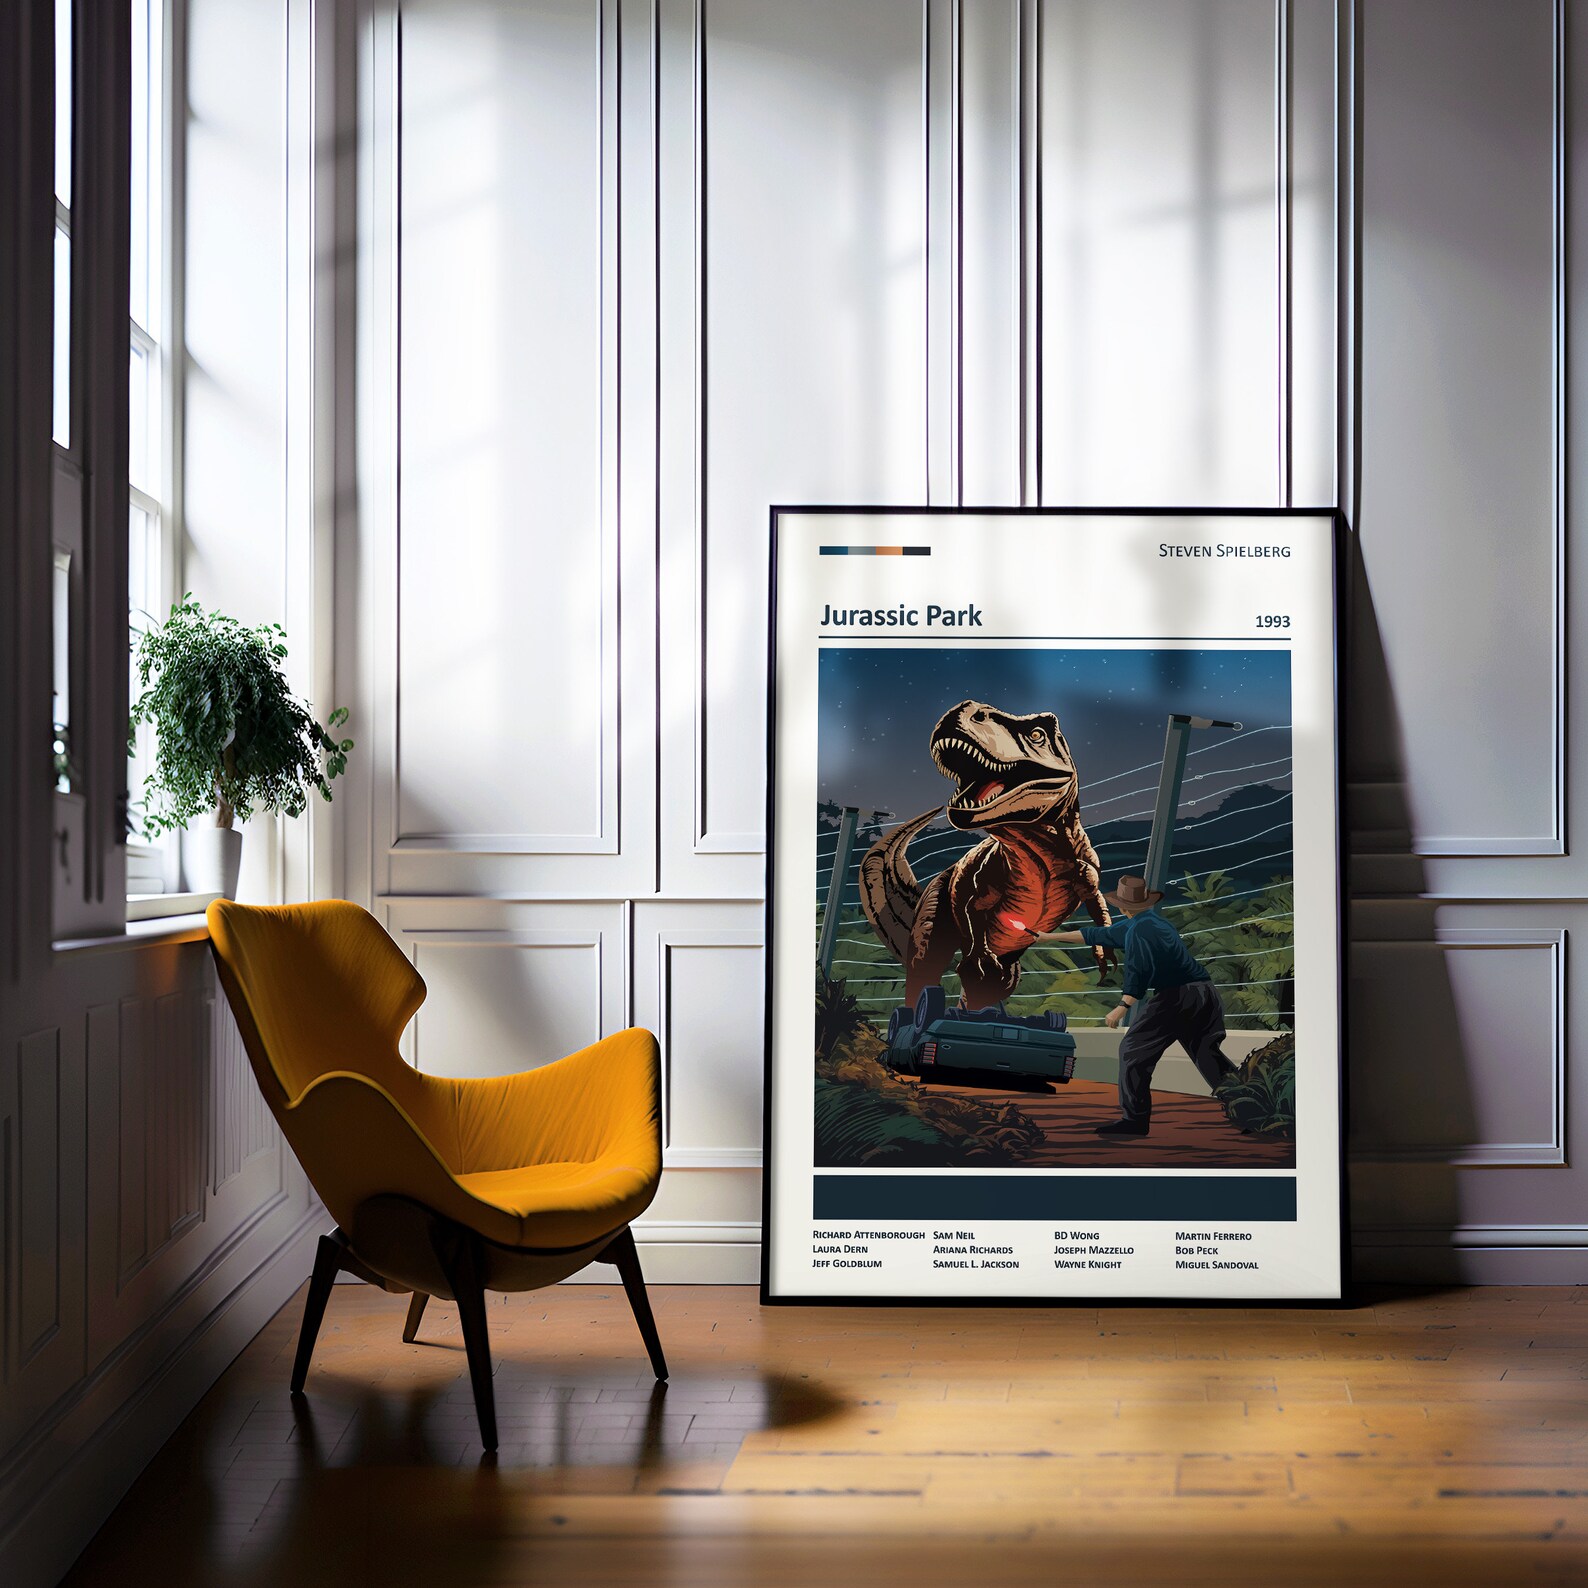 STEVEN SPIELBERG
Jurassic Park
1993
RICHARD ATTENBOROUGH SAM NEIL BD WONG MARTIN FERRERO
LAURA DERN ARIANA RICHARDS JOSEPH MAZZELLO BOB PECK
JEFF GOLDBLUM SAMUEL L. JACKSON WAYNE KNIGHT MIGUEL SANDOVAL